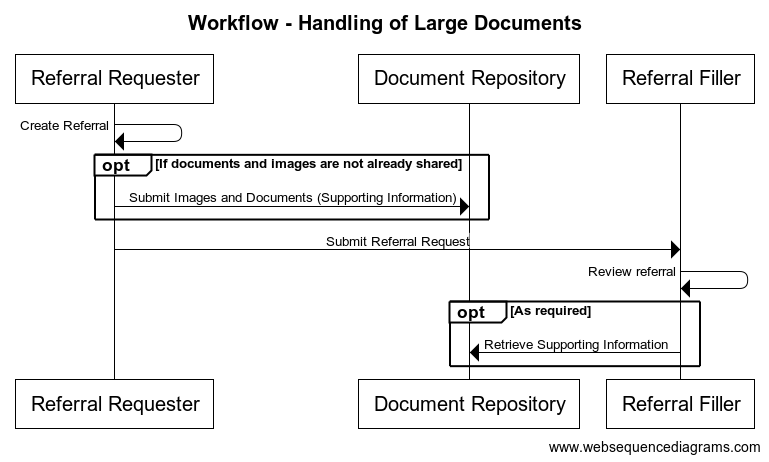 Workflow - Handling of Large Documents
Referral Requester
Document Repository
Referral Filler
Create Referral
opt
[If documents and images are not already shared]
Submit Images and Documents (Supporting Information)
Submit Referral Request
Review referral
opt
[As required]
Retrieve Supporting Information
Referral Requester
Document Repository
Referral Filler
www.websequencediagrams.com